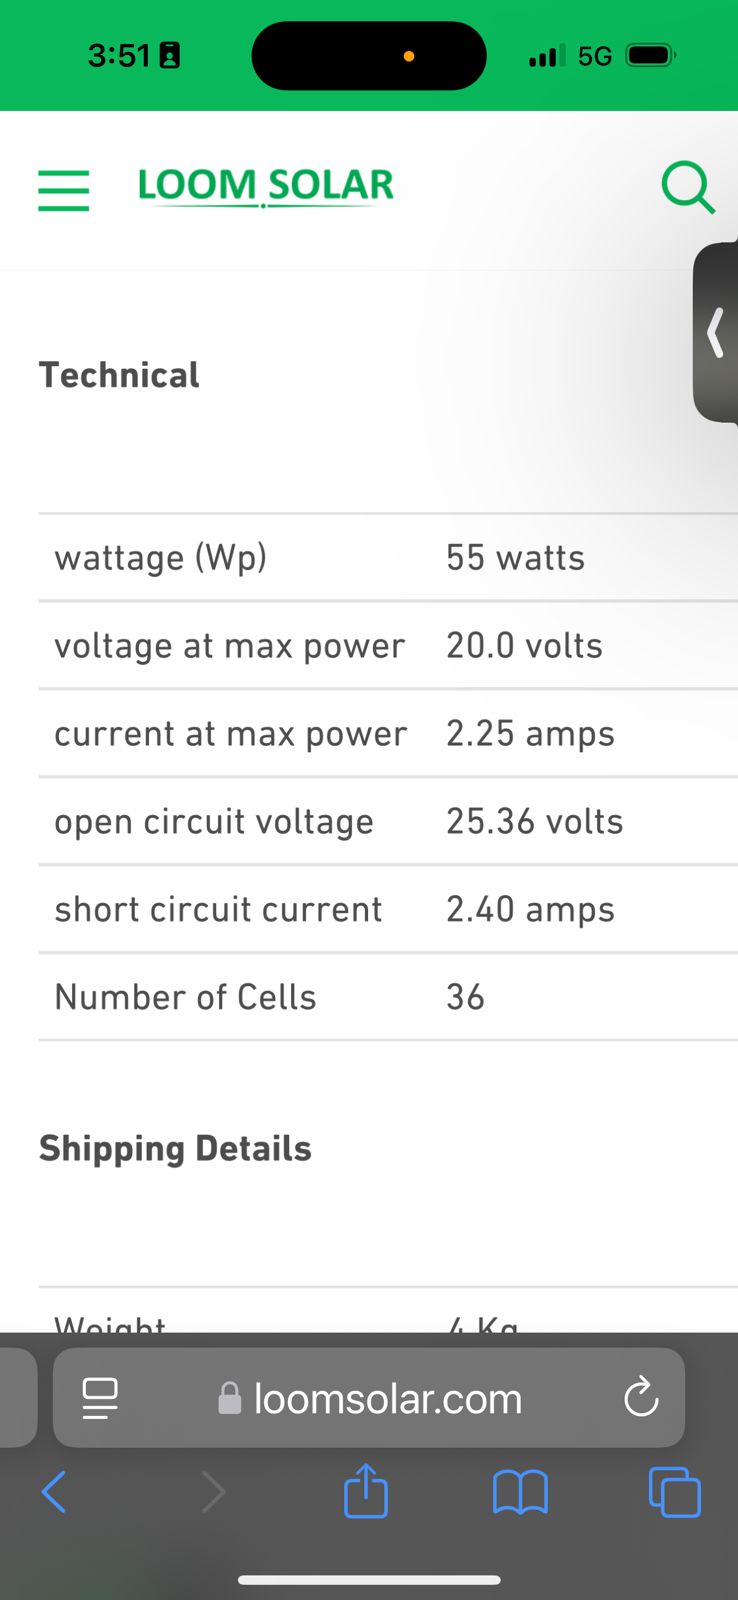 3:51
5G
LOOM SOLAR
Technical
wattage (Wp) 55 watts
voltage at max power 20.0 volts
current at max power 2.25 amps
open circuit voltage 25.36 volts
short circuit current 2.40 amps
Number of Cells 36
Shipping Details
Weight 4 Kg
loomsolar.com